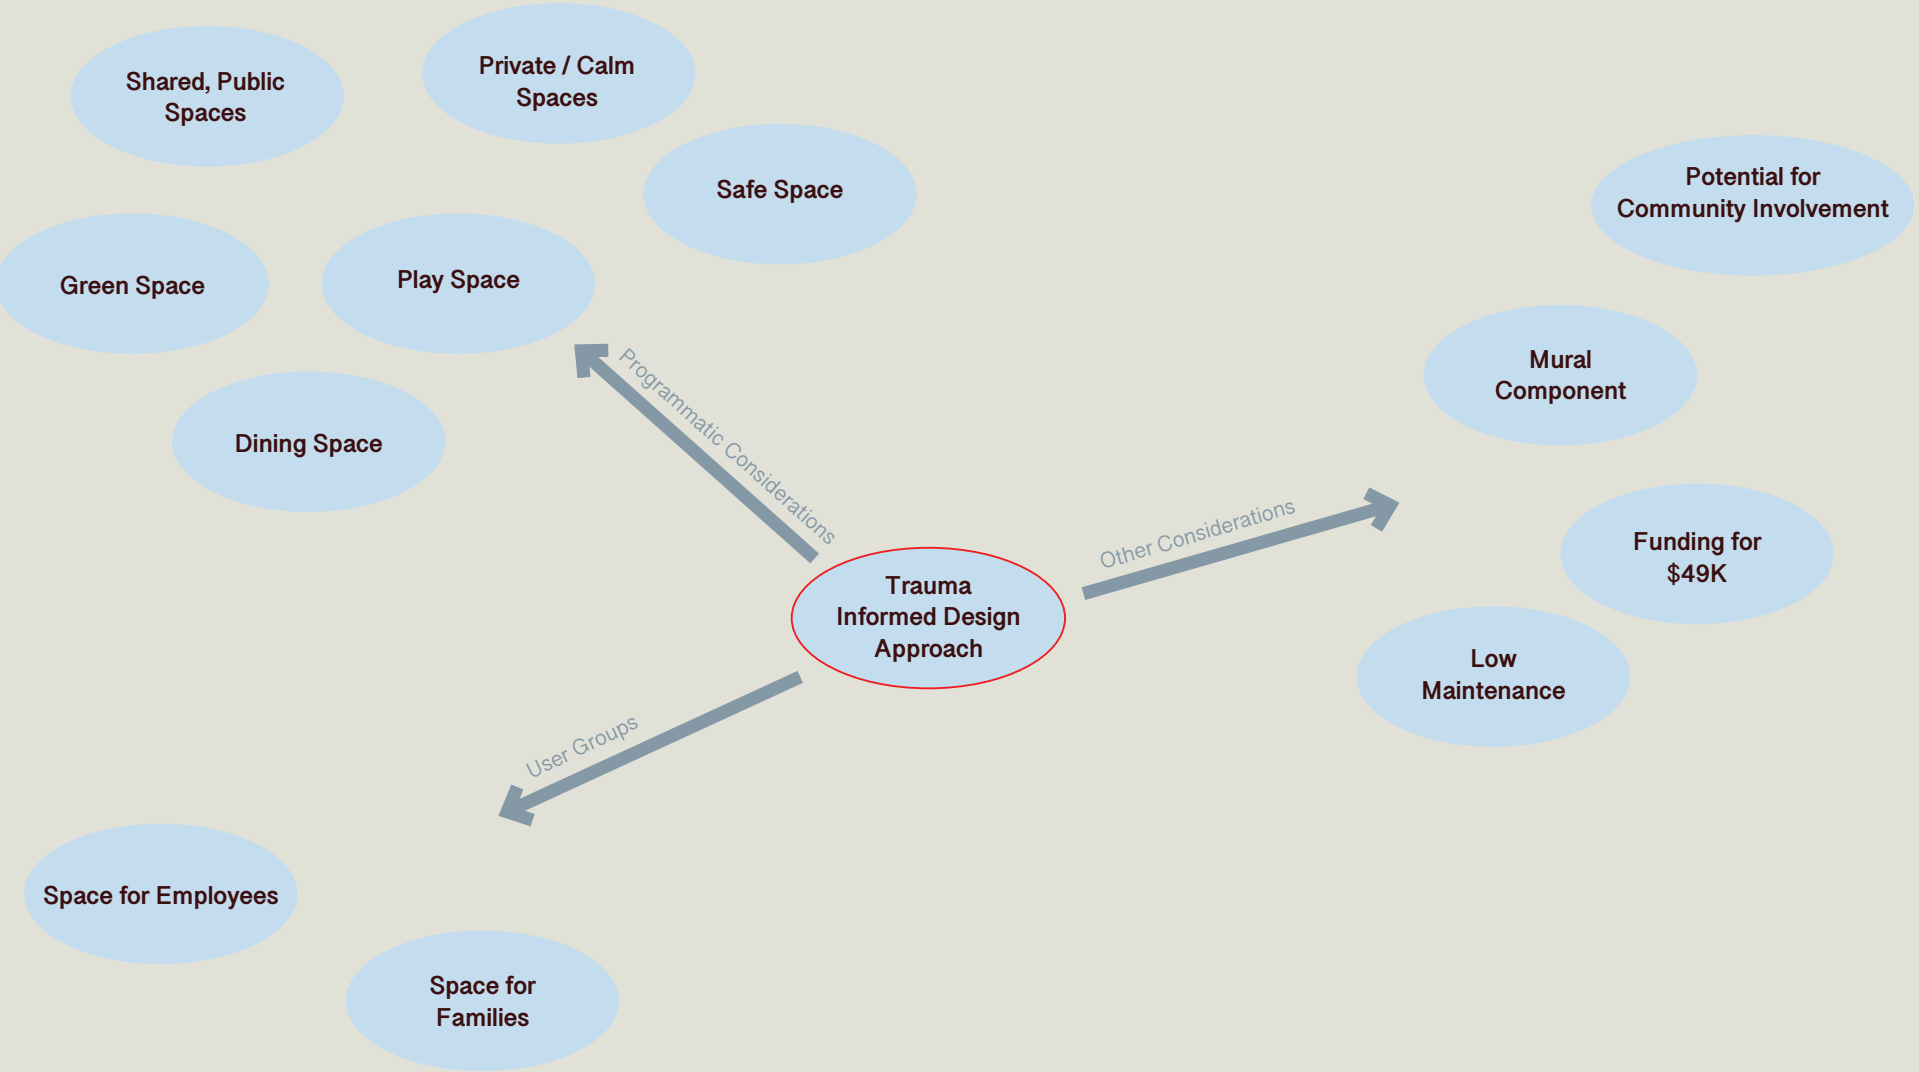 Shared, Public
Spaces
Private / Calm
Spaces
Safe Space
Green Space
Play Space
Dining Space
Programmatic Considerations
Potential for
Community Involvement
Mural
Component
Other Considerations
Funding for
$49K
Low
Maintenance
Trauma
Informed Design
Approach
User Groups
Space for Employees
Space for
Families